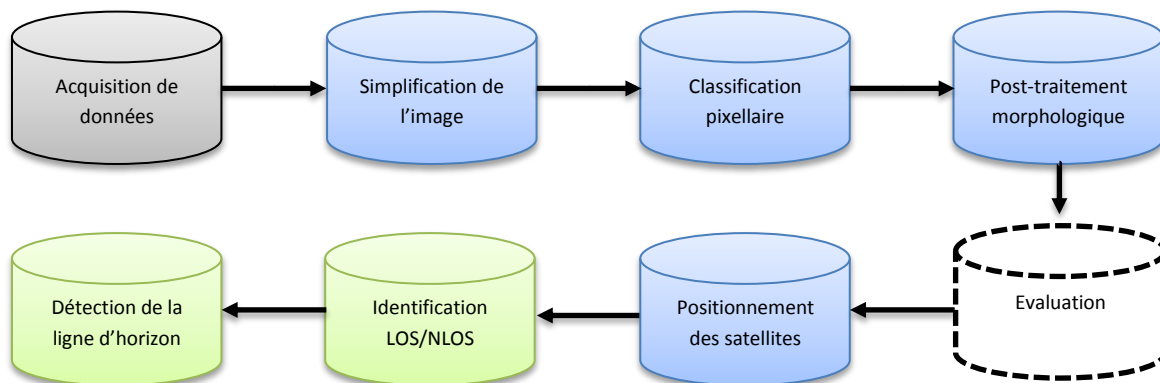 Acquisition de
données
Simplification de
l’image
Classification
pixellaire
Post-traitement
morphologique
Evaluation
Positionnement
des satellites
Identification
LOS/NLOS
Détection de la
ligne d’horizon